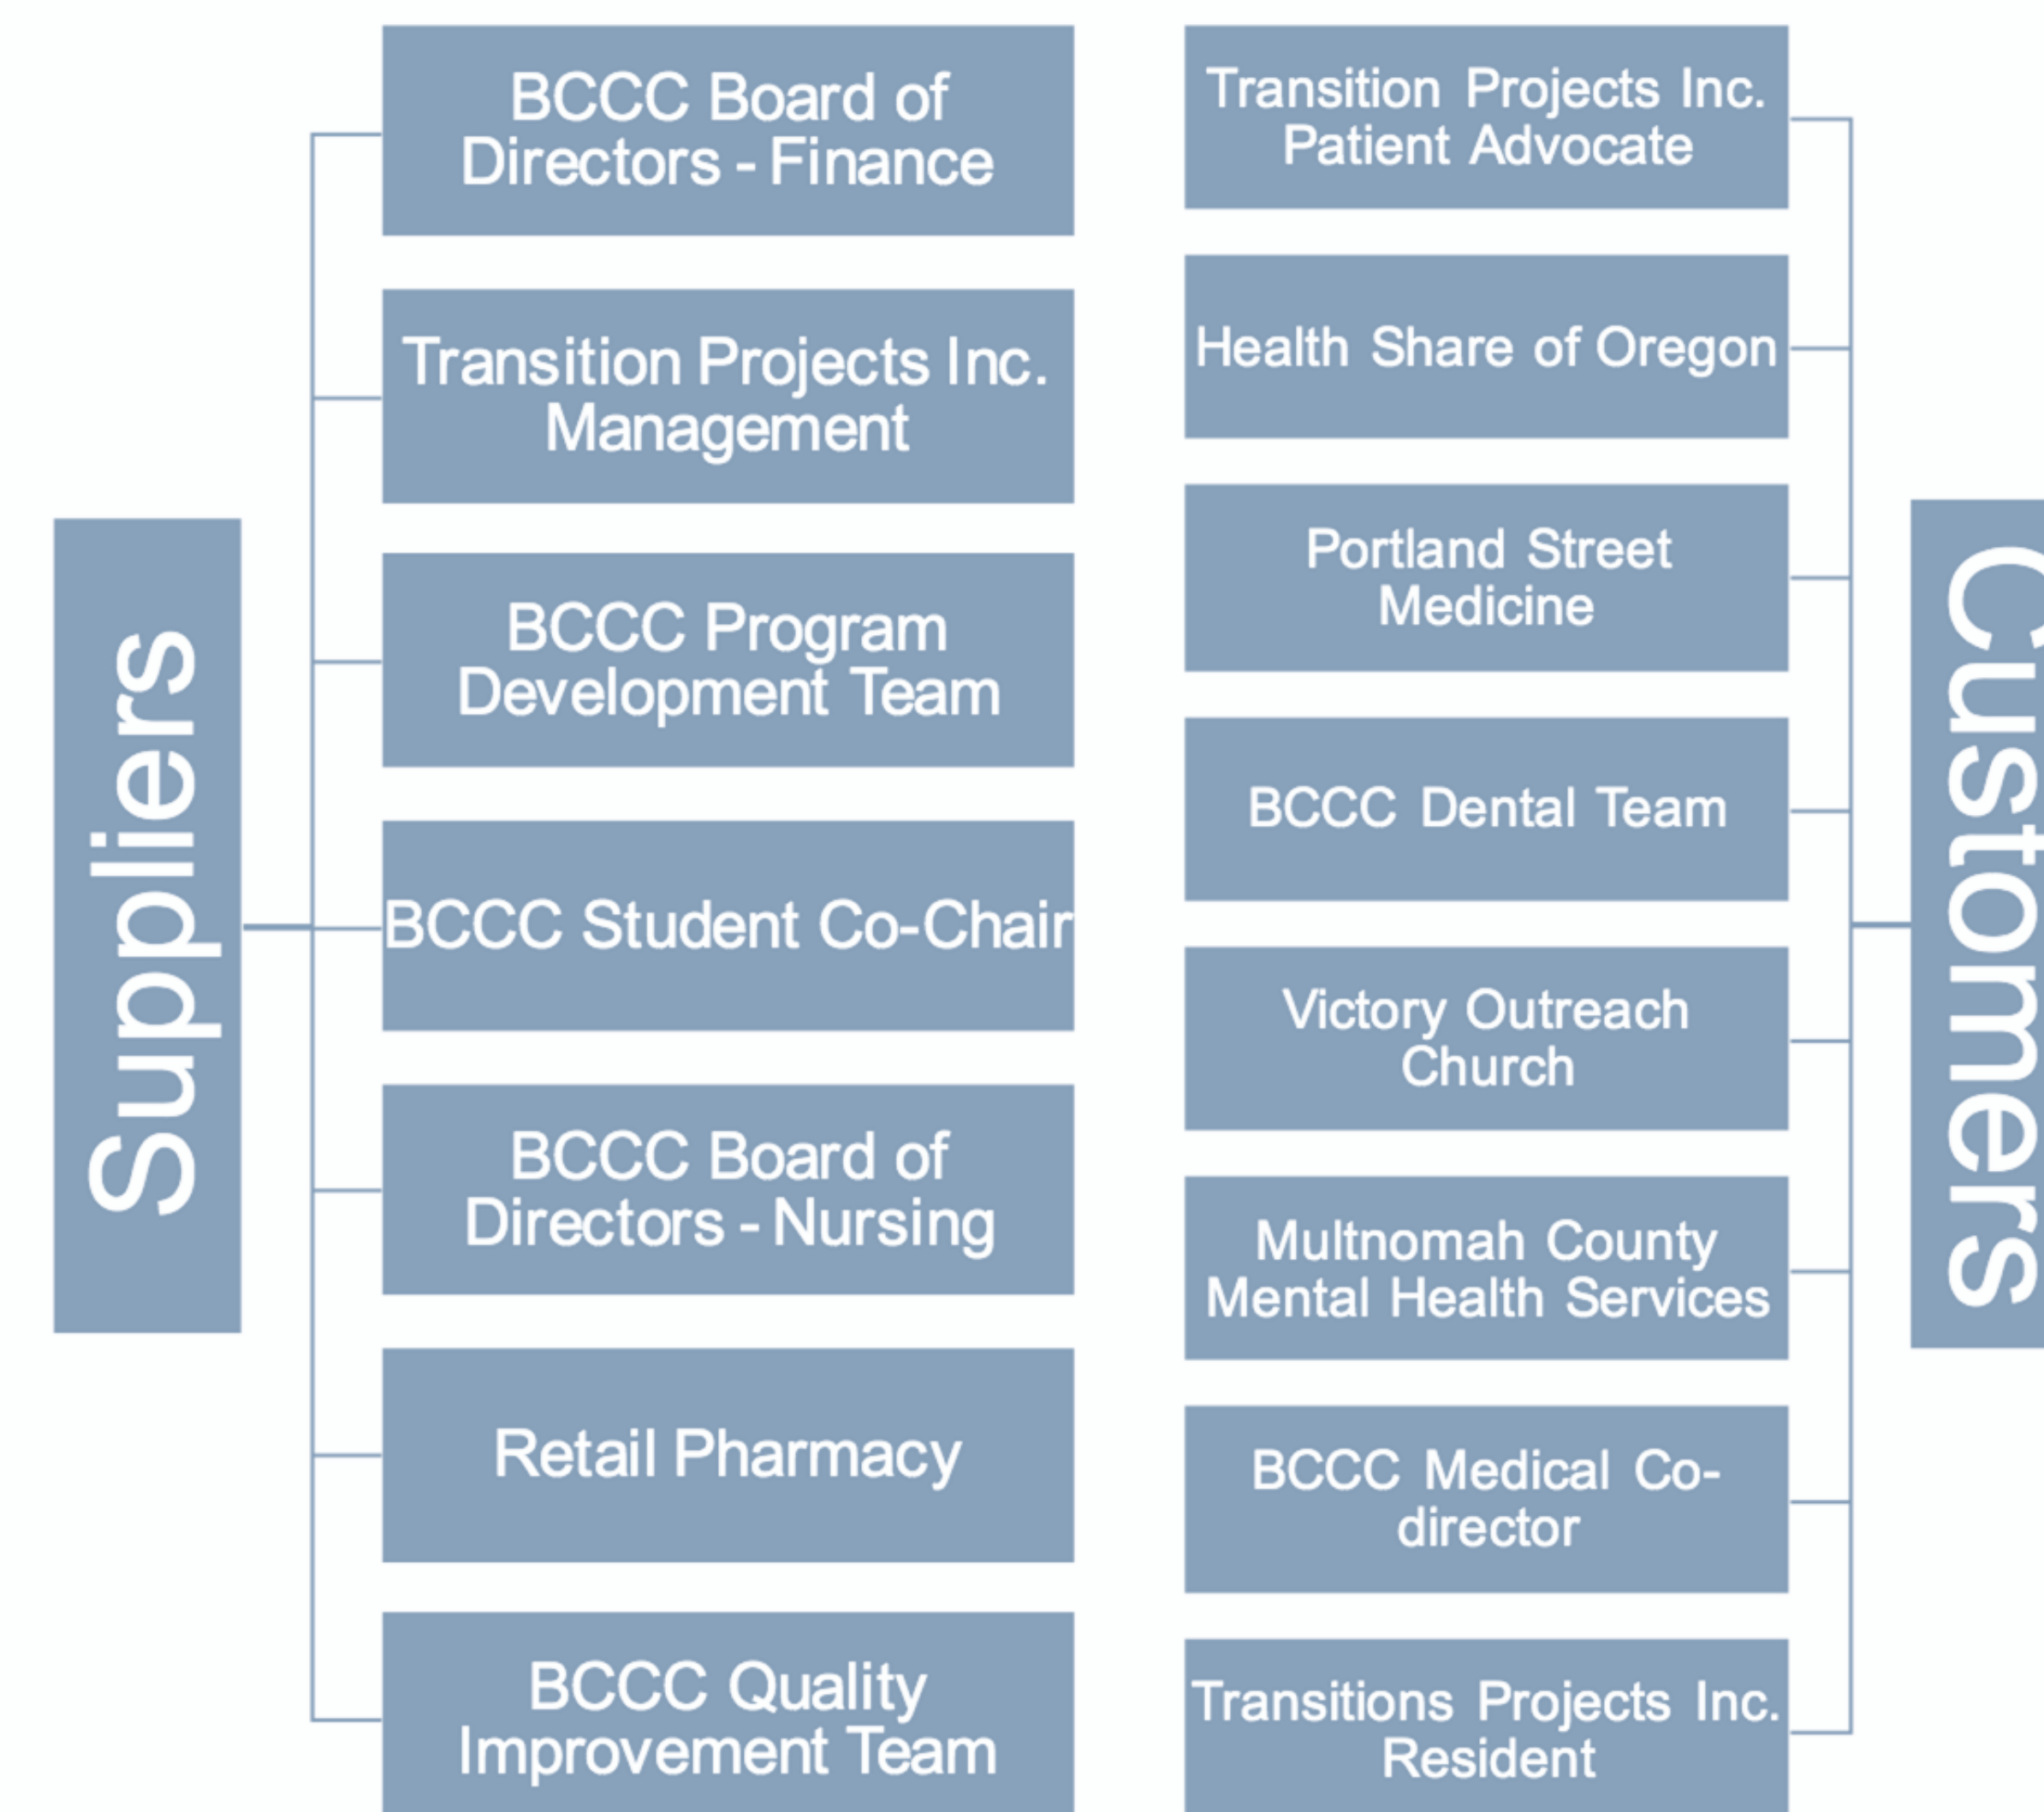 Suppliers
BCCC Board of
Directors - Finance
Transition Projects Inc.
Management
BCCC Program
Development Team
BCCC Student Co-Chair
BCCC Board of
Directors - Nursing
Retail Pharmacy
BCCC Quality
Improvement Team
Transition Projects Inc.
Patient Advocate
Health Share of Oregon
Portland Street
Medicine
BCCC Dental Team
Victory Outreach
Church
Multnomah County
Mental Health Services
BCCC Medical Co-
director
Transitions Projects Inc.
Resident
Customers